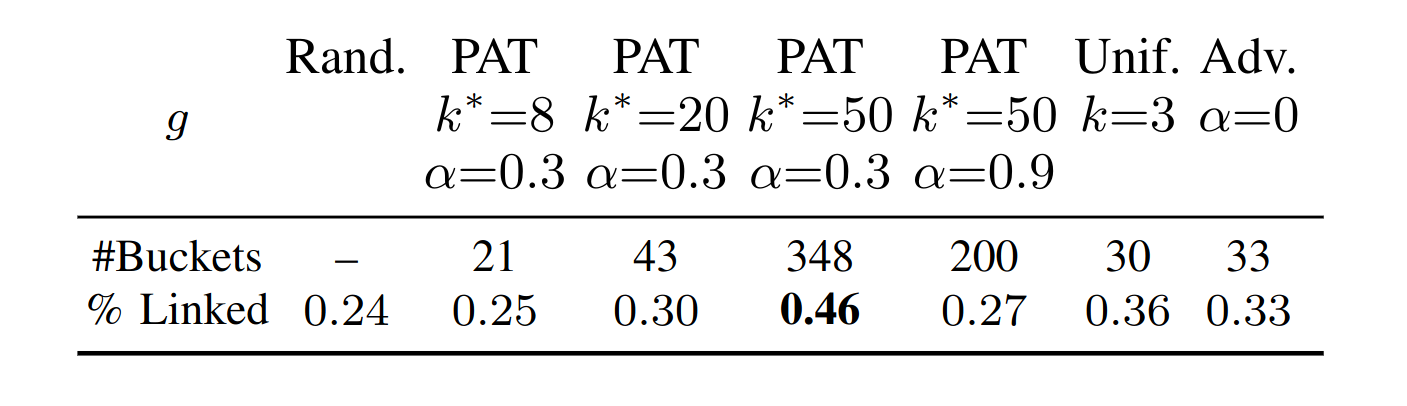 Rand. PAT PAT PAT PAT Unif. Adv.
g k*=8 k*=20 k*=50 k*=50 k=3 α=0
α=0.3 α=0.3 α=0.3 α=0.9
#Buckets – 21 43 348 200 30 33
% Linked 0.24 0.25 0.30 0.46 0.27 0.36 0.33